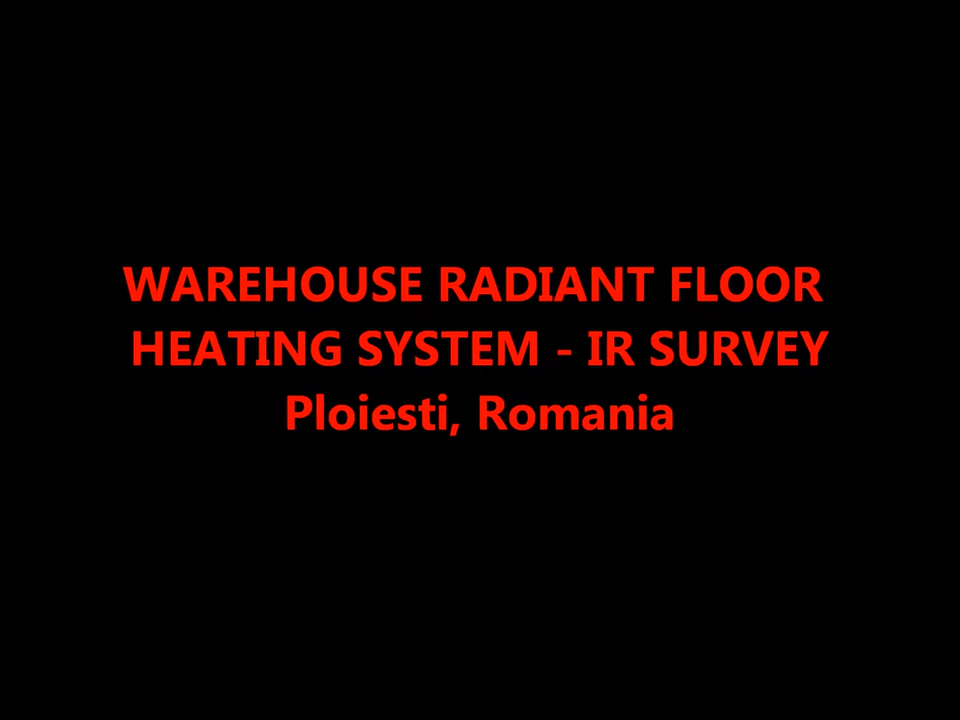 WAREHOUSE RADIANT FLOOR
HEATING SYSTEM - IR SURVEY
Ploiesti, Romania